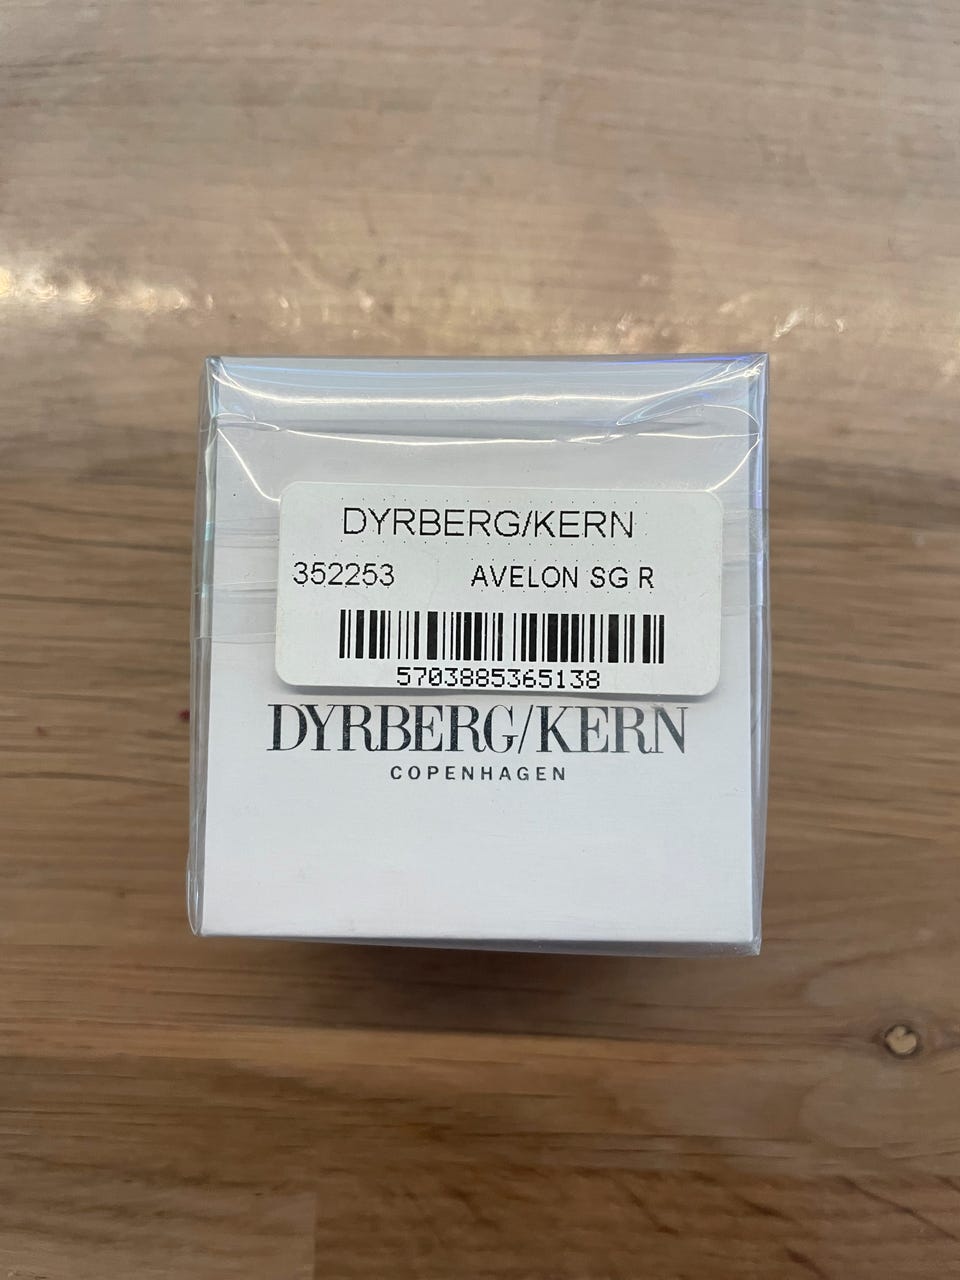 DYRBERG/KERN
352253 AVELON SG R
5703885365138
DYRBERG/KERN
COPENHAGEN